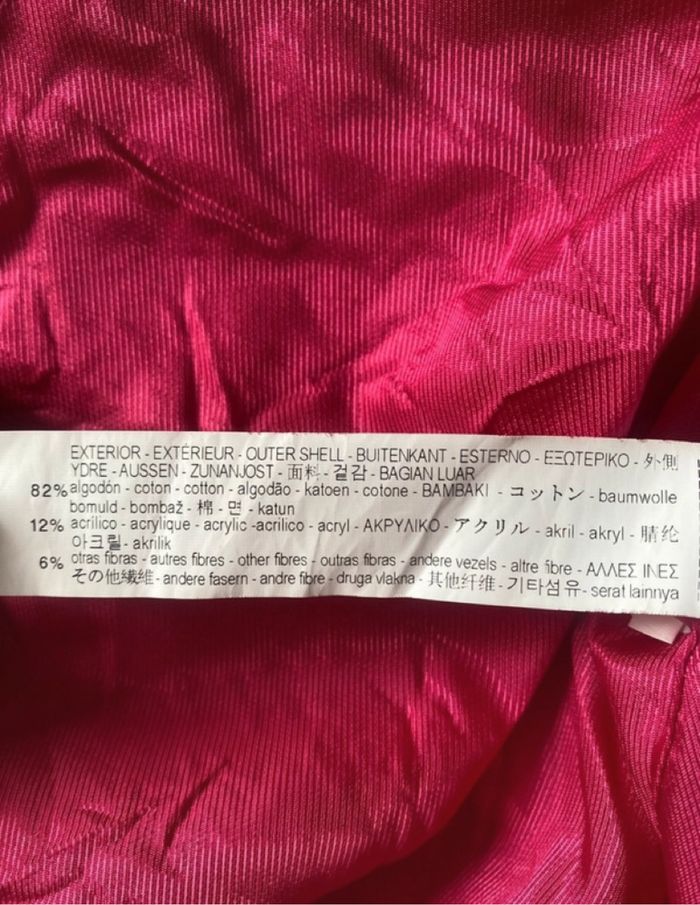 EXTERIOR - EXTÉRIEUR - OUTER SHELL - BUITENKANT - ESTERNO - ΕΞΩΤΕΡΙΚΟ - 外側
YDRE - AUSSEN - ZUNANJOST - 面料 - 겉감 - BAGIAN LUAR
82% algodón - coton - cotton - algodão - katoen - cotone - BAMBAKI - コットン - baumwolle
bomuld - bombaž - 棉 - 면 - katun
12% acrílico - acrylique - acrylic - acrílico - acryl - ΑΚΡΥΛΙΚΟ - アクリル - akril - akryl - 腈纶
아크릴 - akrilik
6% otras fibras - autres fibres - other fibres - outras fibras - andere vezels - altre fibre - ΑΛΛΕΣ ΙΝΕΣ
その他繊維 - andere fasern - andre fibre - druga vlakna - 其他纤维 - 기타섬유 - serat lainnya